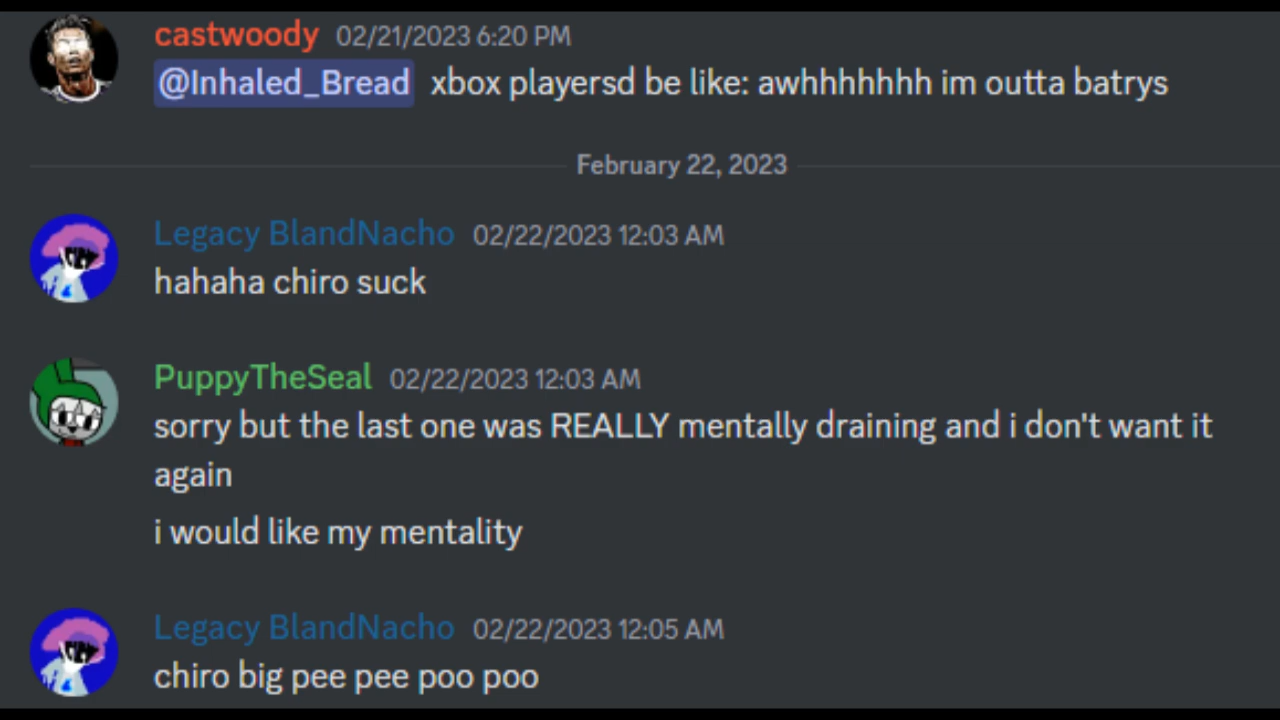 castwoody 02/21/2023 6:20 PM
@Inhaled_Bread xbox playersd be like: awhhhhhhh im outta batrys
February 22, 2023
Legacy BlandNacho 02/22/2023 12:03 AM
hahaha chiro suck
PuppyTheSeal 02/22/2023 12:03 AM
sorry but the last one was REALLY mentally draining and i don't want it
again
i would like my mentality
Legacy BlandNacho 02/22/2023 12:05 AM
chiro big pee pee poo poo